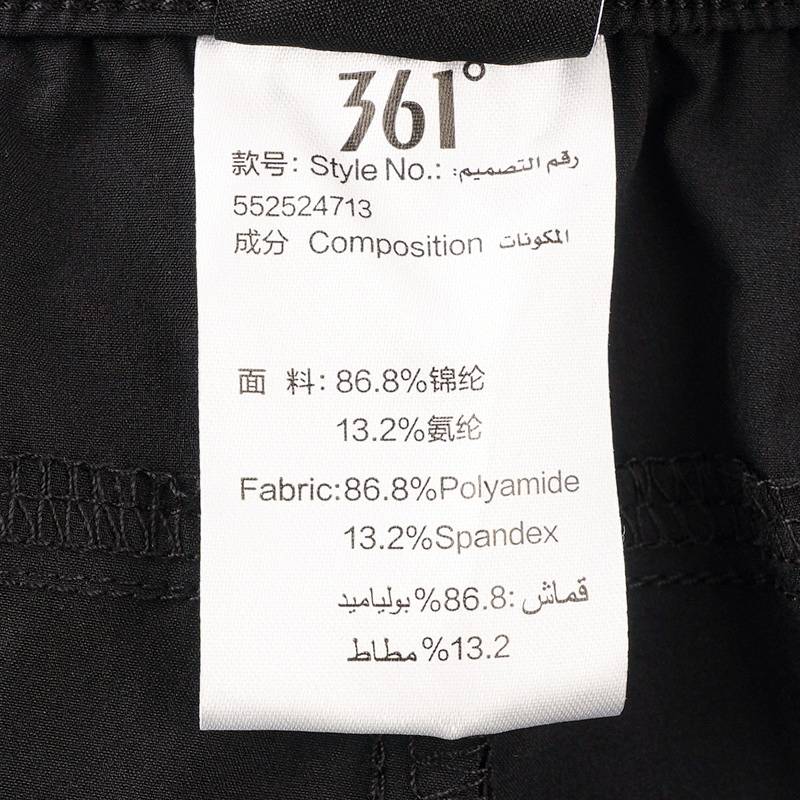 361°
款号: Style No.: رقم التصميم:
552524713
成分 Composition المكونات
面 料: 86.8%锦纶
13.2%氨纶
Fabric:86.8%Polyamide
13.2%Spandex
قماش: 86.8%بولياميد
13.2%مطاط